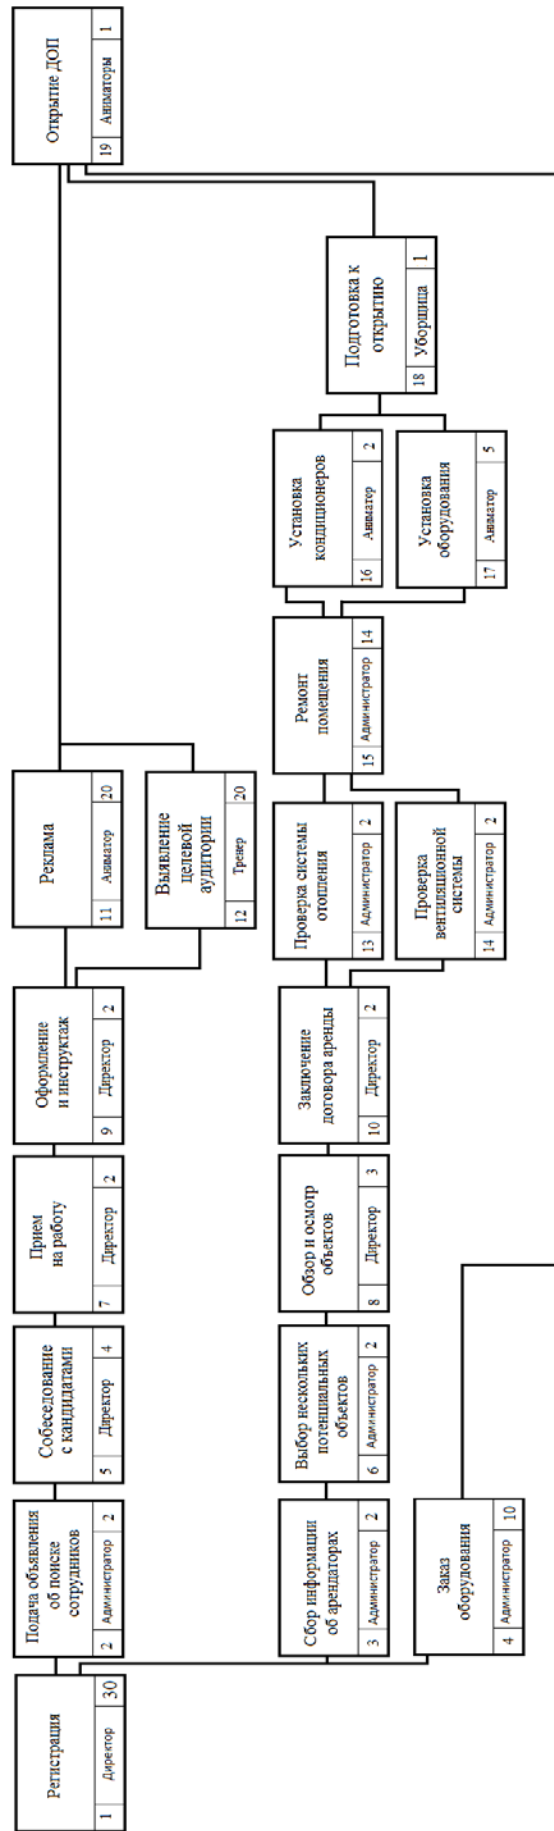 Регистрация
1 Директор 30
Подача объявления
об поиске
сотрудников
2 Администратор 2
Собеседование
с кандидатами
5 Директор 4
Прием
на работу
7 Директор 2
Оформление
и инструктаж
9 Директор 2
Реклама
11 Аниматор 20
Выявление
целевой
аудитории
12 Тренер 20
Открытие ДОП
19 Аниматоры 1
Сбор информации
об арендаторах
3 Администратор 2
Выбор нескольких
потенциальных
объектов
6 Администратор 2
Обзор и осмотр
объектов
8 Директор 3
Заключение
договора аренды
10 Директор 2
Проверка системы
отопления
13 Администратор 2
Проверка
вентиляционной
системы
14 Администратор 2
Ремонт
помещения
15 Администратор 14
Установка
кондиционеров
16 Аниматор 2
Установка
оборудования
17 Аниматор 5
Подготовка к
открытию
18 Уборщица 1
Заказ
оборудования
4 Администратор 10